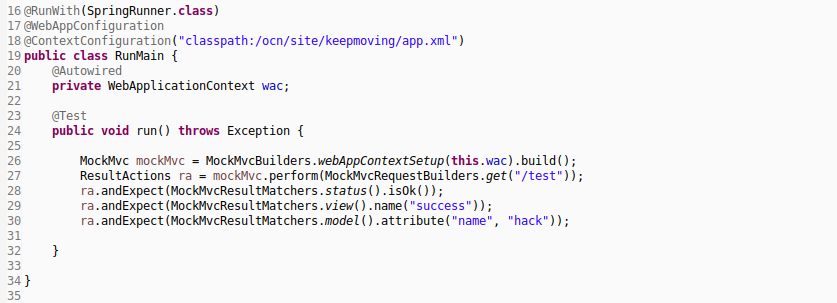 16 @RunWith(SpringRunner.class)
17 @WebAppConfiguration
18 @ContextConfiguration("classpath:/ocn/site/keepmoving/app.xml")
19 public class RunMain {
20     @Autowired
21     private WebApplicationContext wac;
22
23     @Test
24     public void run() throws Exception {
25
26         MockMvc mockMvc = MockMvcBuilders.webAppContextSetup(this.wac).build();
27         ResultActions ra = mockMvc.perform(MockMvcRequestBuilders.get("/test"));
28         ra.andExpect(MockMvcResultMatchers.status().isOk());
29         ra.andExpect(MockMvcResultMatchers.view().name("success"));
30         ra.andExpect(MockMvcResultMatchers.model().attribute("name", "hack"));
31
32     }
33
34 }
35